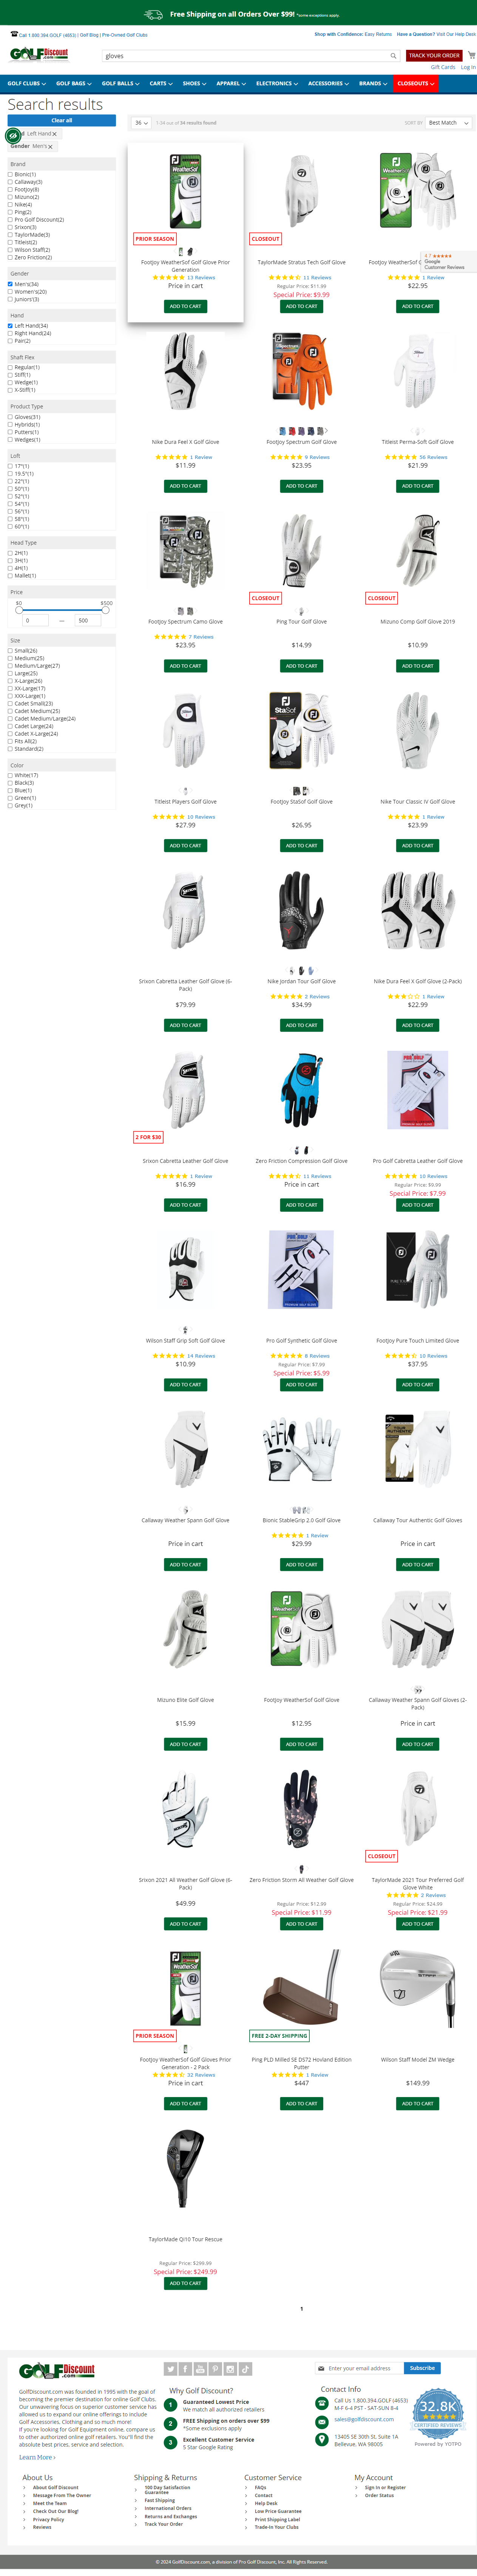 Free Shipping on all Orders Over $99! *some exceptions apply
Call 1.800.394.GOLF (4653) | Golf Blog | Pre-Owned Golf Clubs
Shop with Confidence: Easy Returns Have a Question? Visit Our Help Desk
GOLF Discount
gloves
TRACK YOUR ORDER
Gift Cards Log In
GOLF CLUBS GOLF BAGS GOLF BALLS CARTS SHOES APPAREL ELECTRONICS ACCESSORIES BRANDS CLOSEOUTS
Search results
Clear all
Left Hand
Gender Men's
36
1-34 out of 34 results found
SORT BY Best Match
Brand
Bionic(1)
Callaway(3)
FootJoy(8)
Mizuno(2)
Nike(4)
Ping(2)
Pro Golf Discount(2)
Srixon(3)
TaylorMade(3)
Titleist(2)
Wilson Staff(2)
Zero Friction(2)
Gender
Men's(34)
Women's(20)
Juniors'(3)
Hand
Left Hand(34)
Right Hand(24)
Pair(2)
Shaft Flex
Regular(1)
Stiff(1)
Wedge(1)
X-Stiff(1)
Product Type
Gloves(31)
Hybrids(1)
Putters(1)
Wedges(1)
Loft
17°(1)
19.5°(1)
22°(1)
50°(1)
52°(1)
54°(1)
56°(1)
58°(1)
60°(1)
Head Type
2H(1)
3H(1)
4H(1)
Mallet(1)
Price
$0 $500
0 — 500
Size
Small(26)
Medium(25)
Medium/Large(27)
Large(25)
X-Large(26)
XX-Large(17)
XXX-Large(1)
Cadet Small(23)
Cadet Medium(25)
Cadet Medium/Large(24)
Cadet Large(24)
Cadet X-Large(24)
Fits All(2)
Standard(2)
Color
White(17)
Black(3)
Blue(1)
Green(1)
Grey(1)
PRIOR SEASON
FootJoy WeatherSof Golf Glove Prior
Generation
13 Reviews
Price in cart
ADD TO CART
CLOSEOUT
TaylorMade Stratus Tech Golf Glove
11 Reviews
Regular Price: $11.99
Special Price: $9.99
ADD TO CART
FootJoy WeatherSof
4.7
Google
Customer Reviews
1 Review
$22.95
ADD TO CART
Nike Dura Feel X Golf Glove
1 Review
$11.99
ADD TO CART
FootJoy Spectrum Golf Glove
9 Reviews
$23.95
ADD TO CART
Titleist Perma-Soft Golf Glove
56 Reviews
$21.99
ADD TO CART
FootJoy Spectrum Camo Glove
7 Reviews
$23.95
ADD TO CART
CLOSEOUT
Ping Tour Golf Glove
$14.99
ADD TO CART
CLOSEOUT
Mizuno Comp Golf Glove 2019
$10.99
ADD TO CART
Titleist Players Golf Glove
10 Reviews
$27.99
ADD TO CART
FootJoy StaSof Golf Glove
$26.95
ADD TO CART
Nike Tour Classic IV Golf Glove
1 Review
$23.99
ADD TO CART
Srixon Cabretta Leather Golf Glove (6-
Pack)
$79.99
ADD TO CART
Nike Jordan Tour Golf Glove
2 Reviews
$34.99
ADD TO CART
Nike Dura Feel X Golf Glove (2-Pack)
1 Review
$22.99
ADD TO CART
2 FOR $30
Srixon Cabretta Leather Golf Glove
1 Review
$16.99
ADD TO CART
Zero Friction Compression Golf Glove
11 Reviews
Price in cart
ADD TO CART
Pro Golf Cabretta Leather Golf Glove
10 Reviews
Regular Price: $9.99
Special Price: $7.99
ADD TO CART
Wilson Staff Grip Soft Golf Glove
14 Reviews
$10.99
ADD TO CART
Pro Golf Synthetic Golf Glove
8 Reviews
Regular Price: $7.99
Special Price: $5.99
ADD TO CART
FootJoy Pure Touch Limited Glove
10 Reviews
$37.95
ADD TO CART
Callaway Weather Spann Golf Glove
Price in cart
ADD TO CART
Bionic StableGrip 2.0 Golf Glove
1 Review
$29.99
ADD TO CART
Callaway Tour Authentic Golf Gloves
Price in cart
ADD TO CART
Mizuno Elite Golf Glove
$15.99
ADD TO CART
FootJoy WeatherSof Golf Glove
$12.95
ADD TO CART
Callaway Weather Spann Golf Gloves (2-
Pack)
Price in cart
ADD TO CART
Srixon 2021 All Weather Golf Glove (6-
Pack)
$49.99
ADD TO CART
Zero Friction Storm All Weather Golf Glove
Regular Price: $12.99
Special Price: $11.99
ADD TO CART
CLOSEOUT
TaylorMade 2021 Tour Preferred Golf
Glove White
2 Reviews
Regular Price: $24.99
Special Price: $21.99
ADD TO CART
PRIOR SEASON
FootJoy WeatherSof Golf Gloves Prior
Generation - 2 Pack
32 Reviews
Price in cart
ADD TO CART
FREE 2-DAY SHIPPING
Ping PLD Milled SE DS72 Hovland Edition
Putter
1 Review
$447
ADD TO CART
Wilson Staff Model ZM Wedge
$149.99
ADD TO CART
TaylorMade Qi10 Tour Rescue
Regular Price: $299.99
Special Price: $249.99
ADD TO CART
1
GOLF Discount
GolfDiscount.com was founded in 1995 with the goal of
becoming the premier destination for online Golf Clubs.
Our unwavering focus on superior customer service has
allowed us to expand our online offerings to include
Golf Accessories, Clothing and so much more!
If you're looking for Golf Equipment online, compare us
to other authorized online golf retailers. You'll find the
absolute best prices, service and selection.
Learn More ›
Why Golf Discount?
1 Guaranteed Lowest Price
We match all authorized retailers
2 FREE Shipping on orders over $99
*Some exclusions apply
3 Excellent Customer Service
5 Star Google Rating
Enter your email address Subscribe
Contact Info
Call Us 1.800.394.GOLF (4653)
M-F 6-4 PST - SAT-SUN 8-4
sales@golfdiscount.com
13405 SE 30th St, Suite 1A
Bellevue, WA 98005
32.8K
CERTIFIED REVIEWS
Powered by YOTPO
About Us
About Golf Discount
Message From The Owner
Meet the Team
Check Out Our Blog!
Privacy Policy
Reviews
Shipping & Returns
100 Day Satisfaction
Guarantee
Fast Shipping
International Orders
Returns and Exchanges
Track Your Order
Customer Service
FAQs
Contact
Help Desk
Low Price Guarantee
Print Shipping Label
Trade-In Your Clubs
My Account
Sign In or Register
Order Status
© 2024 GolfDiscount.com, a division of Pro Golf Discount, Inc. All Rights Reserved.